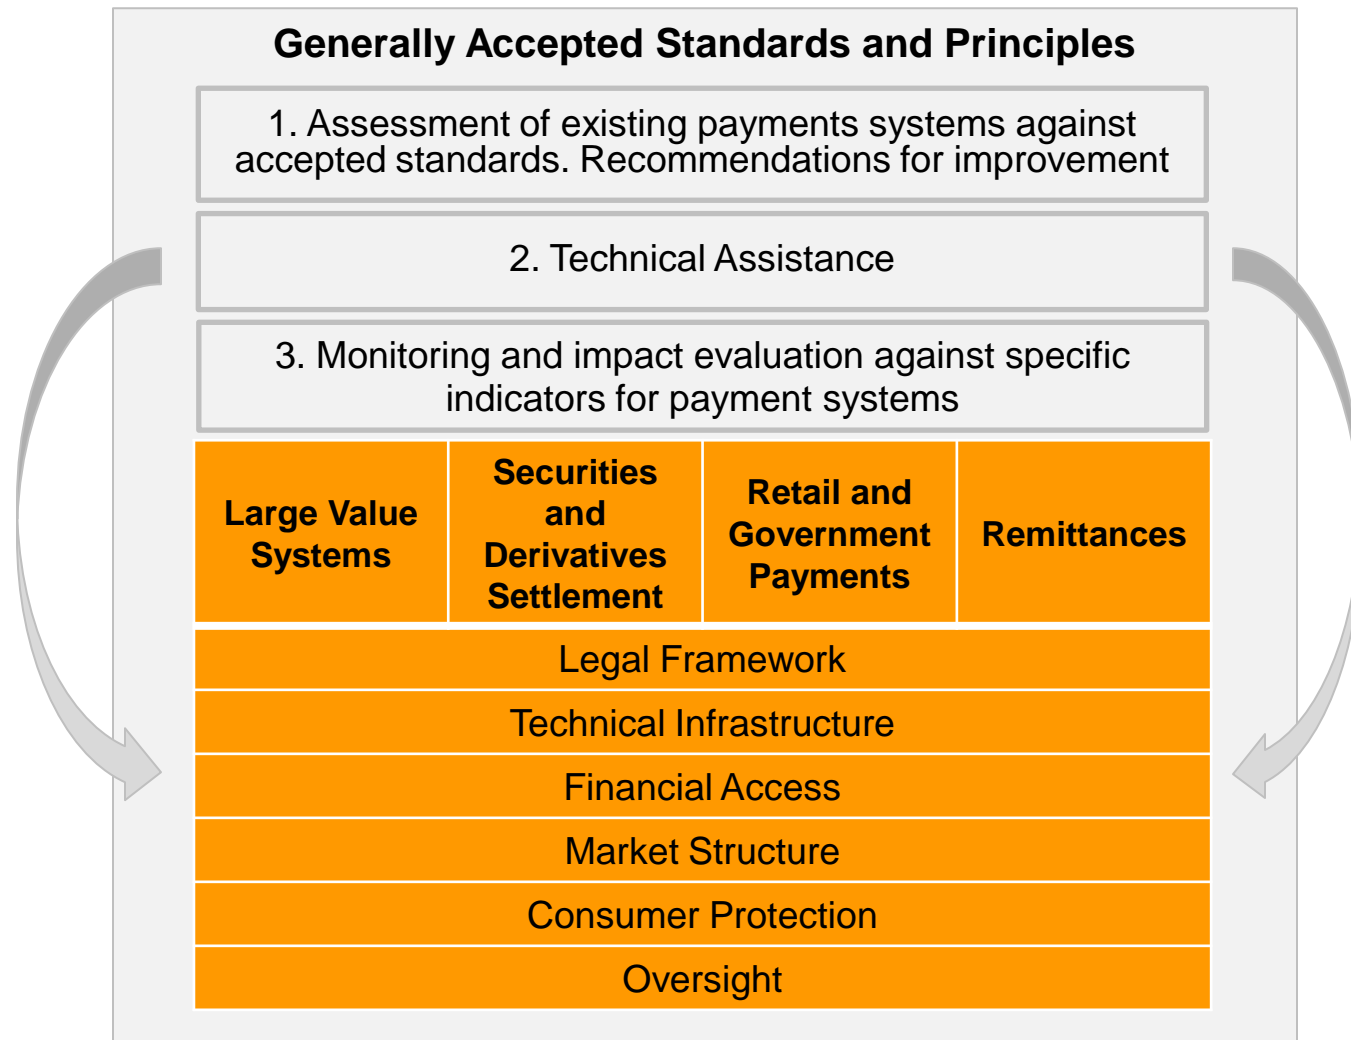 Generally Accepted Standards and Principles
1. Assessment of existing payments systems against
accepted standards. Recommendations for improvement
2. Technical Assistance
3. Monitoring and impact evaluation against specific
indicators for payment systems
Large Value
Systems
Securities
and
Derivatives
Settlement
Retail and
Government
Payments
Remittances
Legal Framework
Technical Infrastructure
Financial Access
Market Structure
Consumer Protection
Oversight